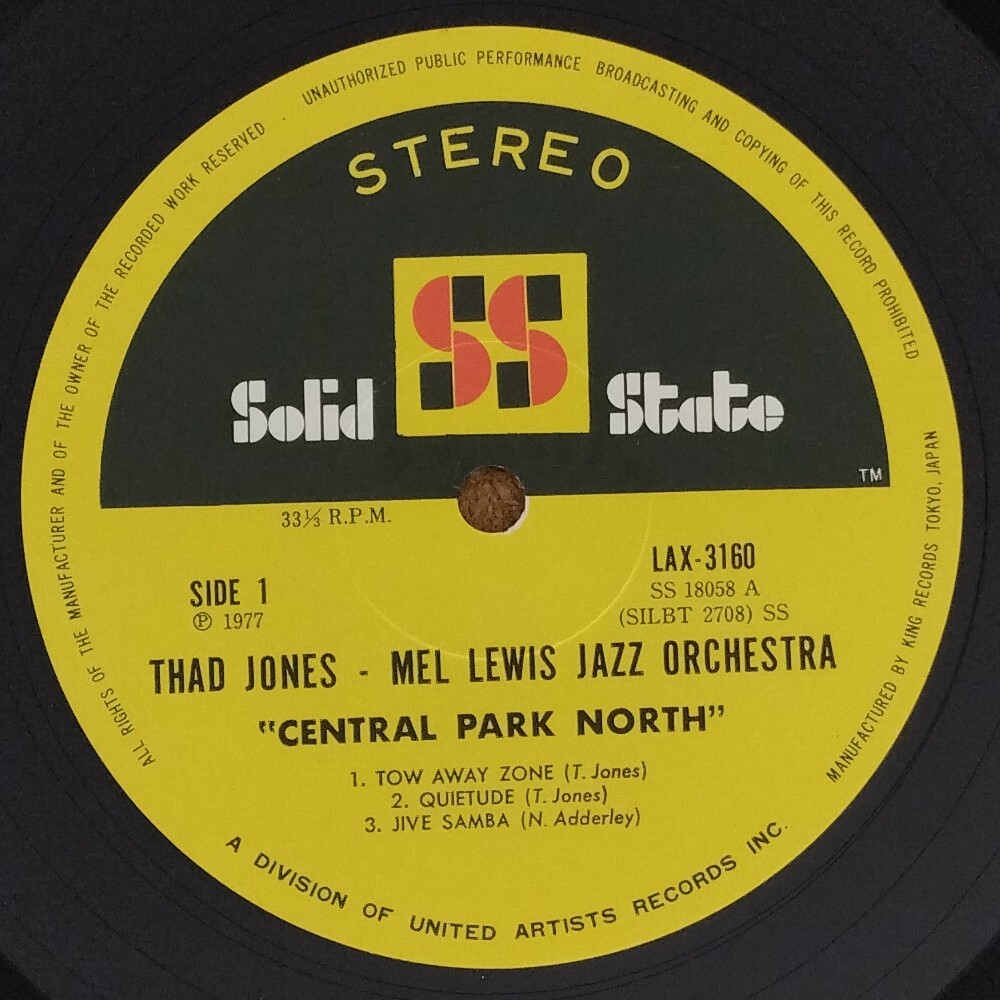 ALL RIGHTS OF THE MANUFACTURER AND OF THE OWNER OF THE RECORDED WORK RESERVED
UNAUTHORIZED PUBLIC PERFORMANCE BROADCASTING AND COPYING OF THIS RECORD PROHIBITED
STEREO
SS
Solid State
TM
33⅓ R.P.M.
SIDE 1
℗ 1977
LAX-3160
SS 18058 A
(SILBT 2708) SS
THAD JONES - MEL LEWIS JAZZ ORCHESTRA
"CENTRAL PARK NORTH"
1. TOW AWAY ZONE (T. Jones)
2. QUIETUDE (T. Jones)
3. JIVE SAMBA (N. Adderley)
A DIVISION OF UNITED ARTISTS RECORDS INC.
MANUFACTURED BY KING RECORDS TOKYO, JAPAN